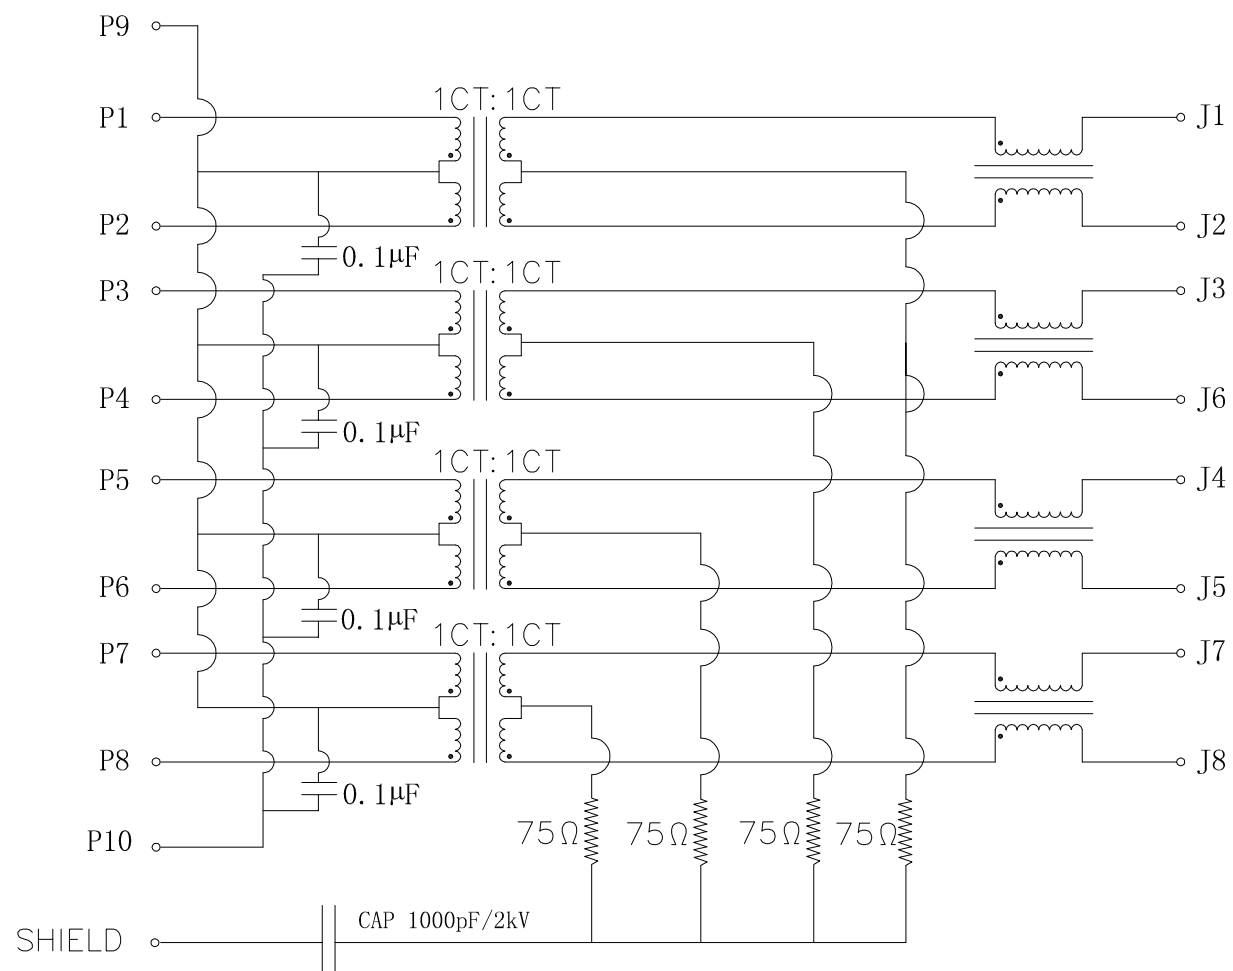 P9
1CT:1CT
P1
J1
P2
J2
0.1µF
1CT:1CT
P3
J3
P4
J6
0.1µF
1CT:1CT
P5
J4
P6
J5
0.1µF
1CT:1CT
P7
J7
P8
J8
0.1µF
P10
75Ω
75Ω
75Ω
75Ω
CAP 1000pF/2kV
SHIELD